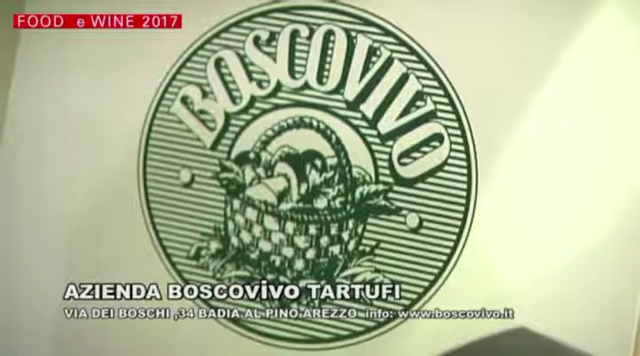 FOOD e WINE 2017
BOSCOVIVO
AZIENDA BOSCOVIVO TARTUFI
VIA DEI BOSCHI ,34 BADIA AL PINO AREZZO info: www.boscovivo.it